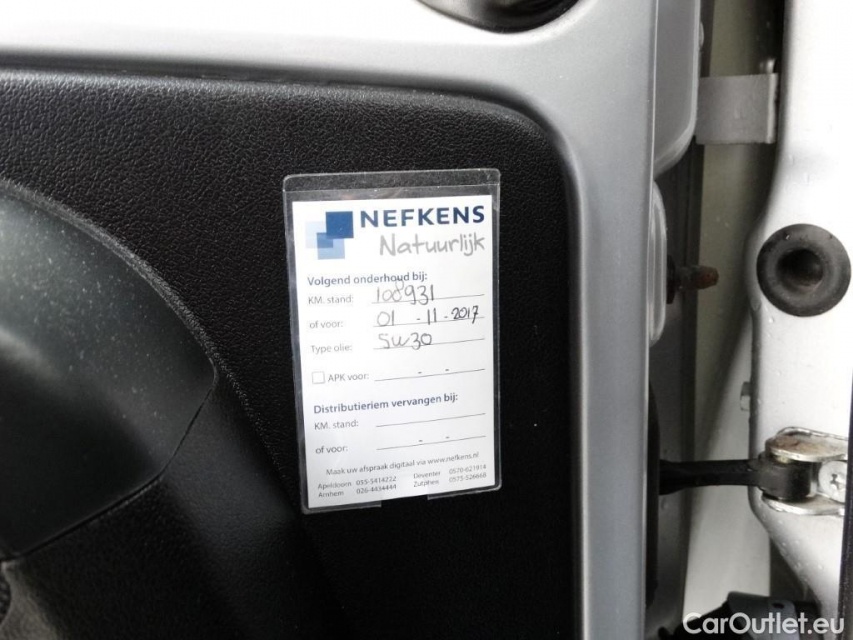 NEFKENS
Natuurlijk
Volgend onderhoud bij:
KM. stand: 108931
of voor: 01 - 11 - 2017
Type olie: 5W30
APK voor: - -
Distributieriem vervangen bij:
KM. stand:
of voor: - -
Maak uw afspraak digitaal via www.nefkens.nl
Apeldoorn 055-5414222 Deventer 0570-621914
Arnhem 026-4434444 Zutphen 0575-526668
CarOutlet.eu